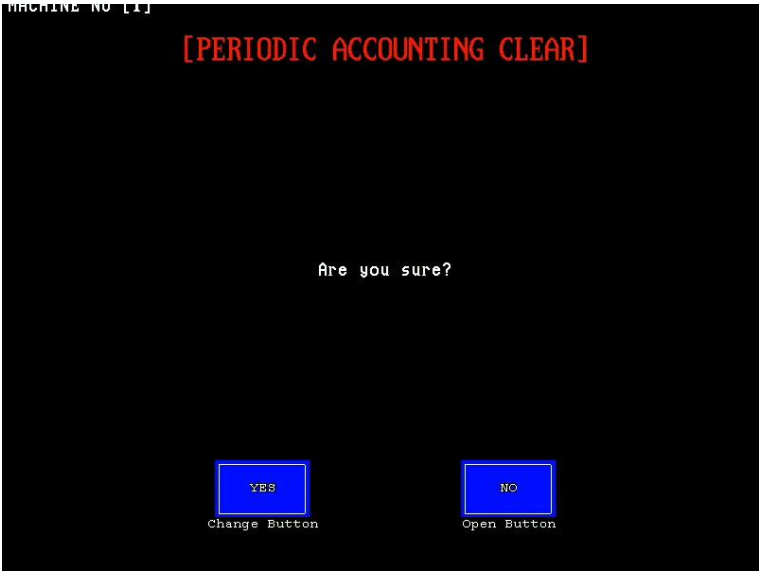 MACHINE NO [1]
[PERIODIC ACCOUNTING CLEAR]
Are you sure?
YES
NO
Change Button
Open Button